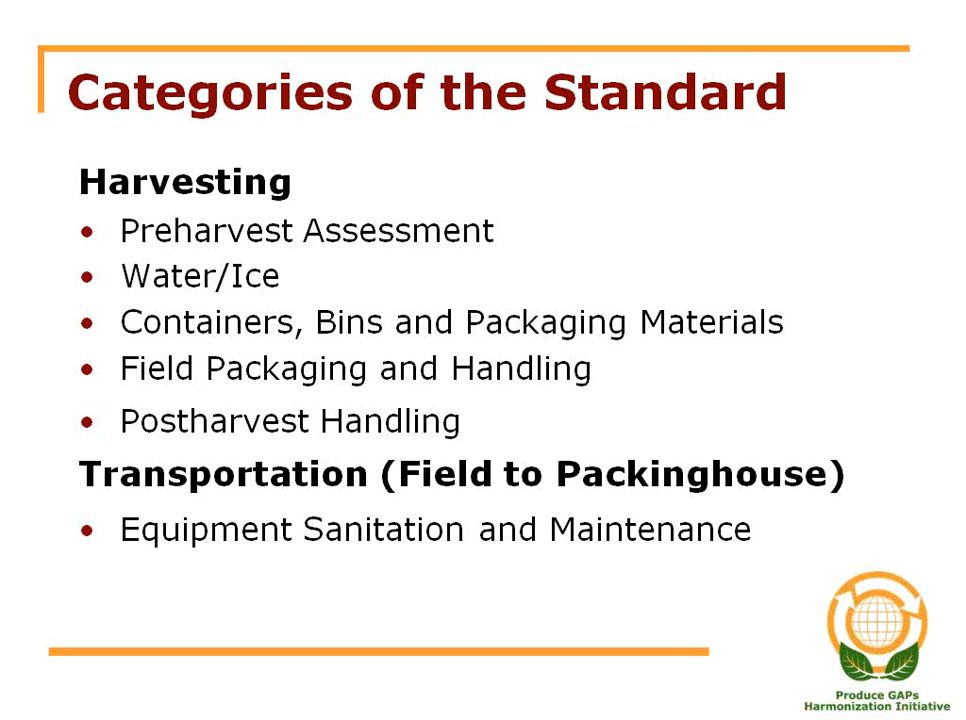 Categories of the Standard
Harvesting
• Preharvest Assessment
• Water/Ice
• Containers, Bins and Packaging Materials
• Field Packaging and Handling
• Postharvest Handling
Transportation (Field to Packinghouse)
• Equipment Sanitation and Maintenance
Produce GAPs
Harmonization Initiative